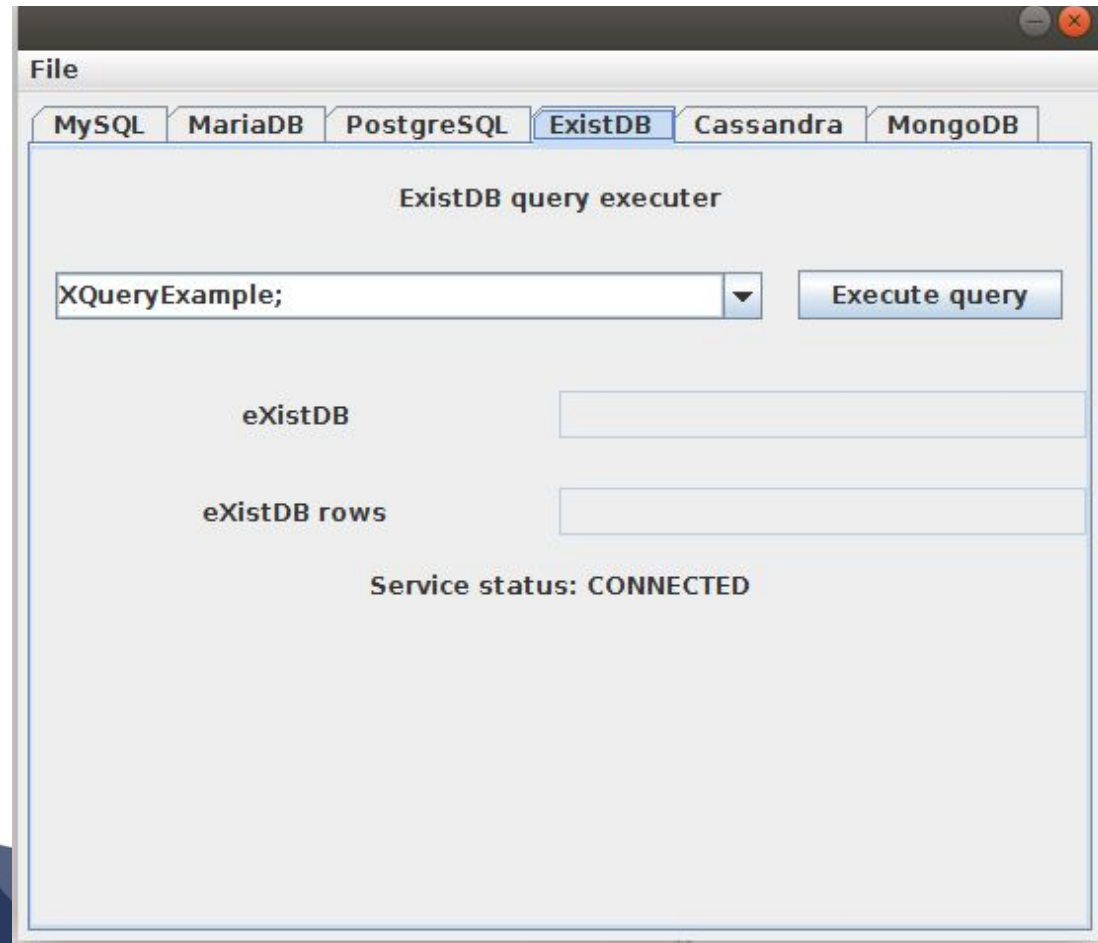 File
MySQL MariaDB PostgreSQL ExistDB Cassandra MongoDB
ExistDB query executer
XQueryExample; Execute query
eXistDB
eXistDB rows
Service status: CONNECTED